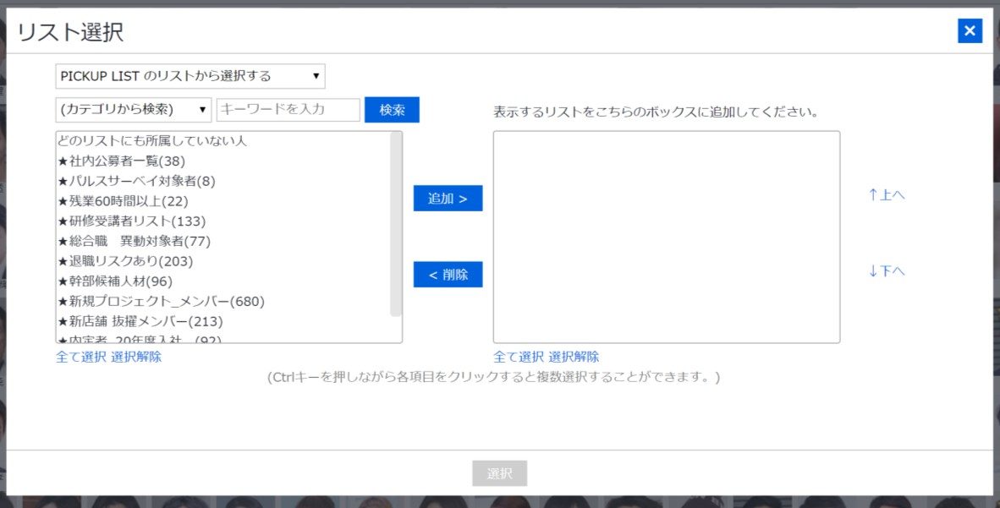 リスト選択
×
PICKUP LIST のリストから選択する ▼
(カテゴリから検索) ▼ キーワードを入力 検索
表示するリストをこちらのボックスに追加してください。
どのリストにも所属していない人
★社内公募者一覧(38)
★パルスサーベイ対象者(8)
★残業60時間以上(22)
★研修受講者リスト(133)
★総合職　異動対象者(77)
★退職リスクあり(203)
★幹部候補人材(96)
★新規プロジェクト_メンバー(680)
★新店舗 抜擢メンバー(213)
★内定者_20年度入社_(92)
追加 >
< 削除
↑上へ
↓下へ
全て選択 選択解除
全て選択 選択解除
(Ctrlキーを押しながら各項目をクリックすると複数選択することができます。)
選択